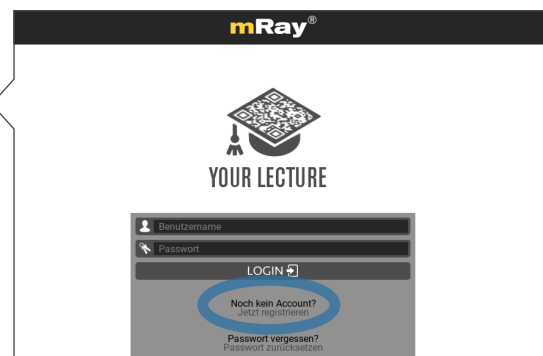 mRay®
YOUR LECTURE
Benutzername
Passwort
LOGIN
Noch kein Account?
Jetzt registrieren
Passwort vergessen?
Passwort zurücksetzen